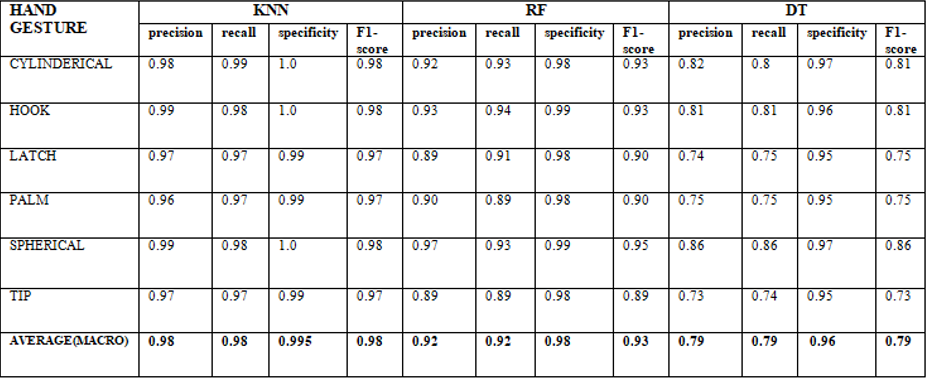 HAND GESTURE KNN RF DT
precision recall specificity F1-score precision recall specificity F1-score precision recall specificity F1-score
CYLINDERICAL 0.98 0.99 1.0 0.98 0.92 0.93 0.98 0.93 0.82 0.8 0.97 0.81
HOOK 0.99 0.98 1.0 0.98 0.93 0.94 0.99 0.93 0.81 0.81 0.96 0.81
LATCH 0.97 0.97 0.99 0.97 0.89 0.91 0.98 0.90 0.74 0.75 0.95 0.75
PALM 0.96 0.97 0.99 0.97 0.90 0.89 0.98 0.90 0.75 0.75 0.95 0.75
SPHERICAL 0.99 0.98 1.0 0.98 0.97 0.93 0.99 0.95 0.86 0.86 0.97 0.86
TIP 0.97 0.97 0.99 0.97 0.89 0.89 0.98 0.89 0.73 0.74 0.95 0.73
AVERAGE(MACRO) 0.98 0.98 0.995 0.98 0.92 0.92 0.98 0.93 0.79 0.79 0.96 0.79